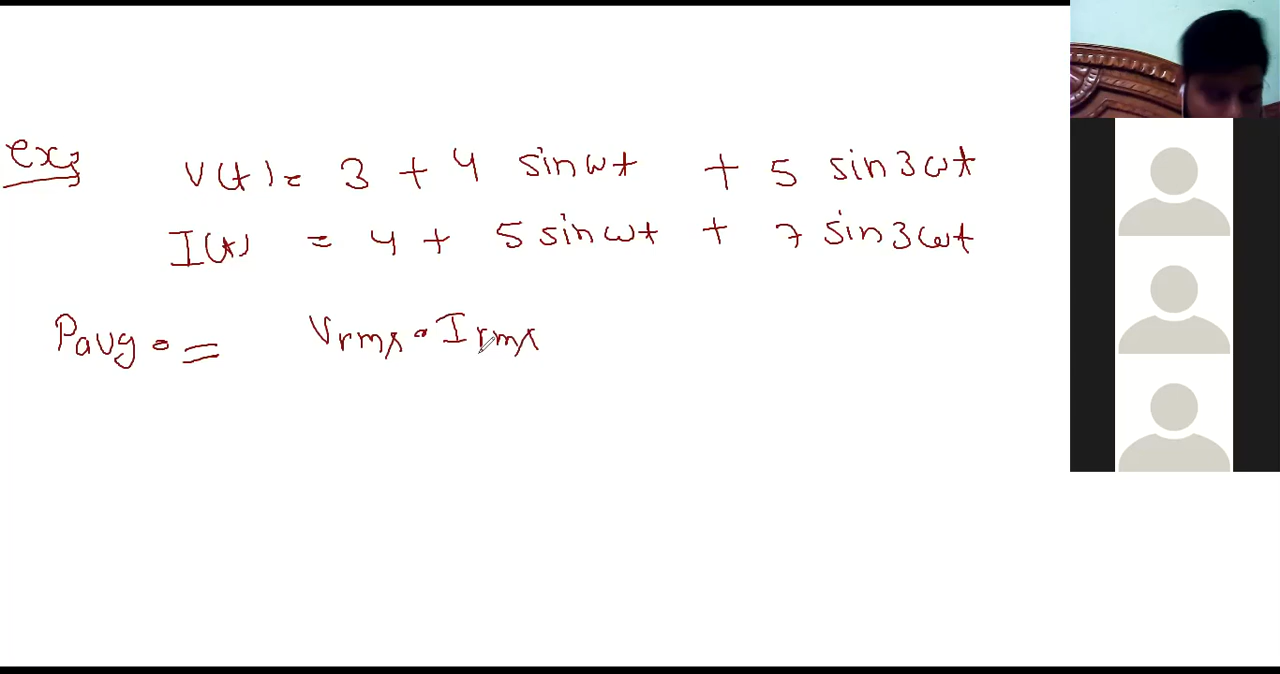 ex:
V(t) = 3 + 4 sinωt + 5 sin3ωt
I(t) = 4 + 5 sinωt + 7 sin3ωt
Pavg. = Vrms . Irms